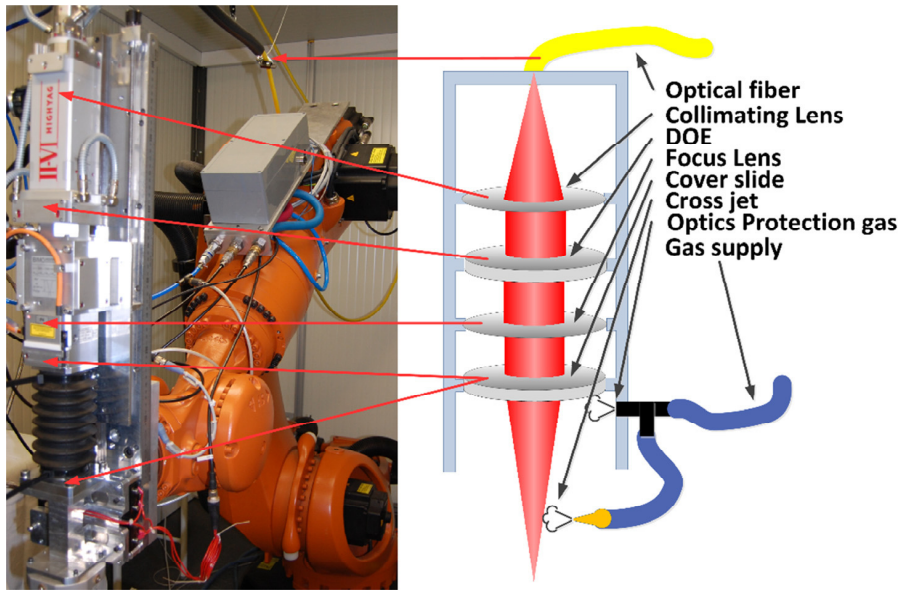 II-VI HIGHYAG
Optical fiber
Collimating Lens
DOE
Focus Lens
Cover slide
Cross jet
Optics Protection gas
Gas supply